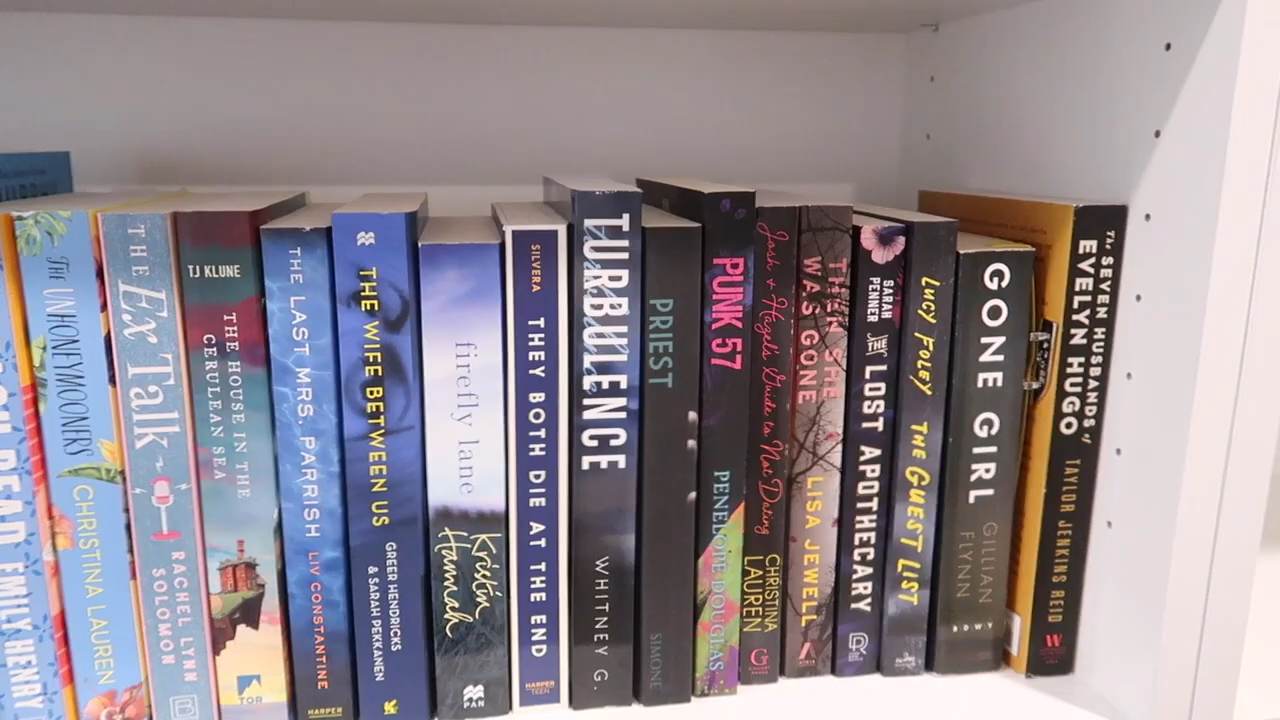 READ EMILY HENRY
The UNHONEYMOONERS CHRISTINA LAUREN
THE Ex Talk RACHEL LYNN SOLOMON
TJ KLUNE THE HOUSE IN THE CERULEAN SEA TOR
THE LAST MRS. PARRISH LIV CONSTANTINE HARPER
THE WIFE BETWEEN US GREER HENDRICKS & SARAH PEKKANEN
firefly lane Kristin Hannah PAN
SILVERA THEY BOTH DIE AT THE END HARPER TEEN
TURBULENCE WHITNEY G.
PRIEST SIMONE
PUNK 57 PENELOPE DOUGLAS
Josh + Hazel's Guide to Not Dating CHRISTINA LAUREN
THEN SHE WAS GONE LISA JEWELL
SARAH PENNER THE LOST APOTHECARY
LUCY FOLEY THE GUEST LIST
GONE GIRL GILLIAN FLYNN BDWY
The SEVEN HUSBANDS of EVELYN HUGO TAYLOR JENKINS REID